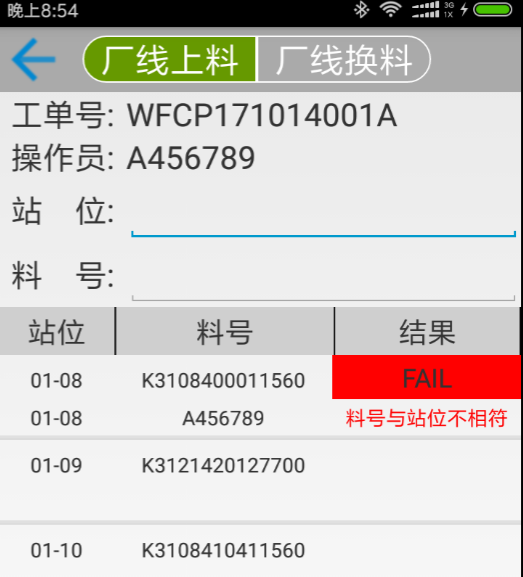 晚上8:54 3G 1X
厂线上料 厂线换料
工单号: WFCP171014001A
操作员: A456789
站 位:
料 号:
站位 料号 结果
01-08 K3108400011560 FAIL
01-08 A456789 料号与站位不相符
01-09 K3121420127700
01-10 K3108410411560